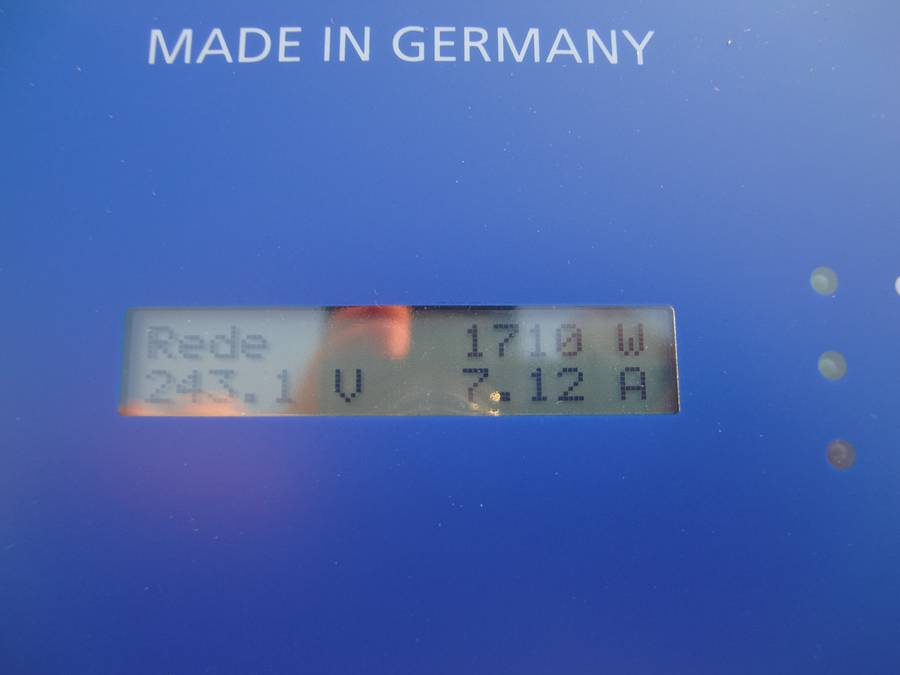 MADE IN GERMANY
Rede 1710 W
243.1 V 7.12 A